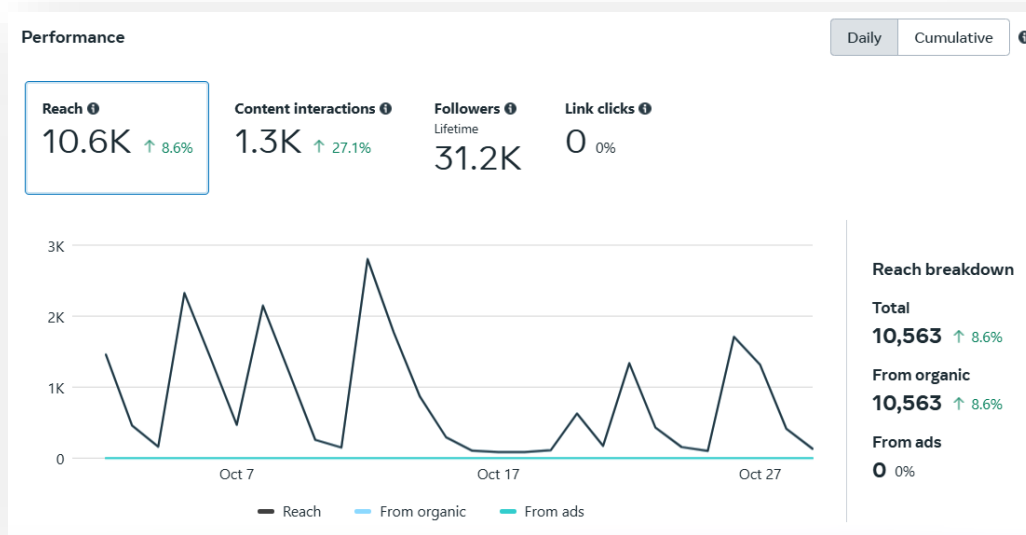 Performance
Daily
Cumulative
Reach
10.6K ↑ 8.6%
Content interactions
1.3K ↑ 27.1%
Followers
Lifetime
31.2K
Link clicks
0 0%
3K
2K
1K
0
Oct 7
Oct 17
Oct 27
Reach
From organic
From ads
Reach breakdown
Total
10,563 ↑ 8.6%
From organic
10,563 ↑ 8.6%
From ads
0 0%